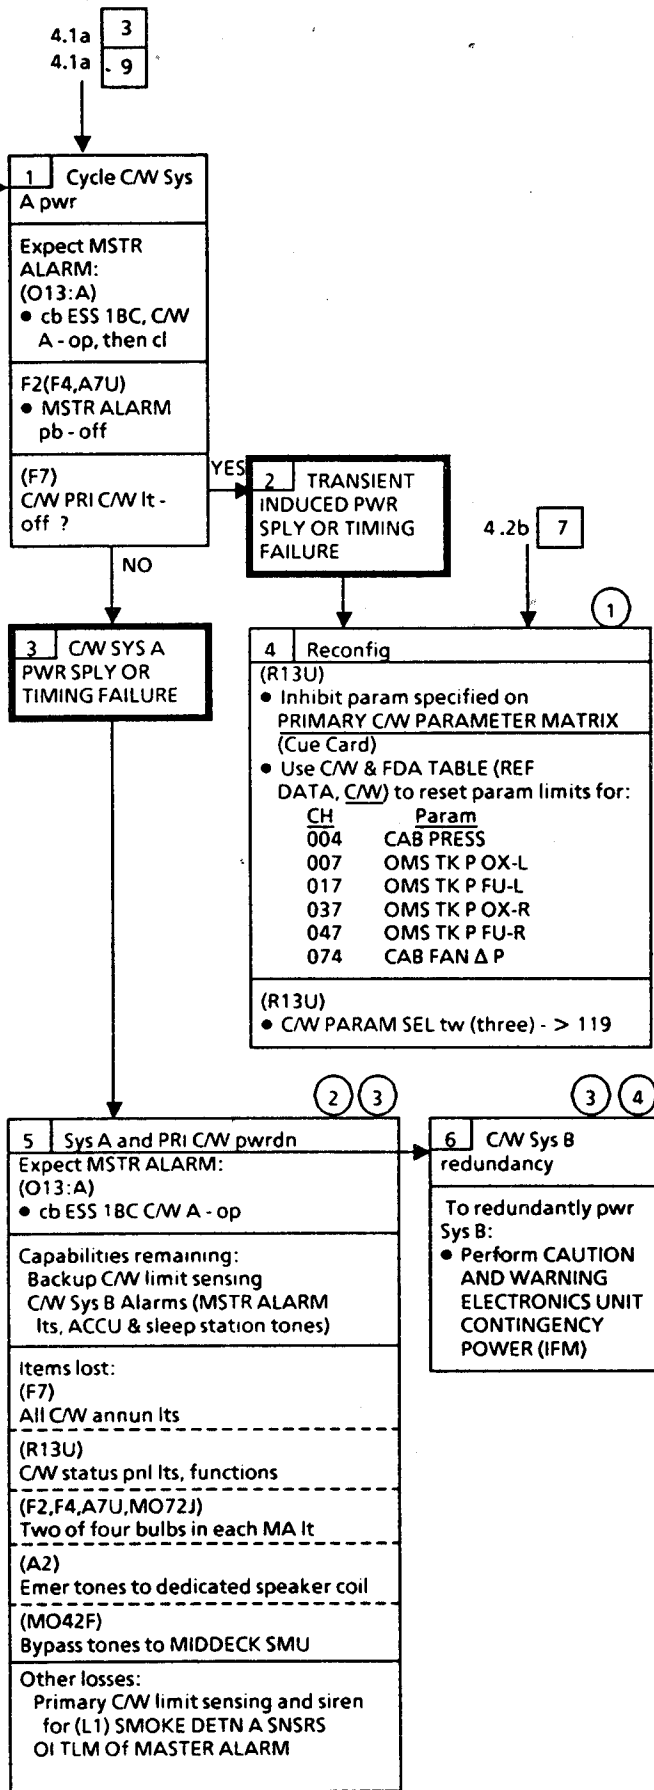 4.1a 3
4.1a 9
1 Cycle C/W Sys
A pwr
Expect MSTR
ALARM:
(O13:A)
• cb ESS 1BC, C/W
A - op, then cl
F2(F4,A7U)
• MSTR ALARM
pb - off
(F7)
C/W PRI C/W lt -
off ?
YES
NO
2 TRANSIENT
INDUCED PWR
SPLY OR TIMING
FAILURE
4.2b 7
3 C/W SYS A
PWR SPLY OR
TIMING FAILURE
1
4 Reconfig
(R13U)
• Inhibit param specified on
PRIMARY C/W PARAMETER MATRIX
(Cue Card)
• Use C/W & FDA TABLE (REF
DATA, C/W) to reset param limits for:
CH Param
004 CAB PRESS
007 OMS TK P OX-L
017 OMS TK P FU-L
037 OMS TK P OX-R
047 OMS TK P FU-R
074 CAB FAN Δ P
(R13U)
• C/W PARAM SEL tw (three) - > 119
2 3
5 Sys A and PRI C/W pwrdn
Expect MSTR ALARM:
(O13:A)
• cb ESS 1BC C/W A - op
Capabilities remaining:
Backup C/W limit sensing
C/W Sys B Alarms (MSTR ALARM
lts, ACCU & sleep station tones)
Items lost:
(F7)
All C/W annun lts
(R13U)
C/W status pnl lts, functions
(F2,F4,A7U,MO72J)
Two of four bulbs in each MA lt
(A2)
Emer tones to dedicated speaker coil
(MO42F)
Bypass tones to MIDDECK SMU
Other losses:
Primary C/W limit sensing and siren
for (L1) SMOKE DETN A SNSRS
OI TLM Of MASTER ALARM
3 4
6 C/W Sys B
redundancy
To redundantly pwr
Sys B:
• Perform CAUTION
AND WARNING
ELECTRONICS UNIT
CONTINGENCY
POWER (IFM)